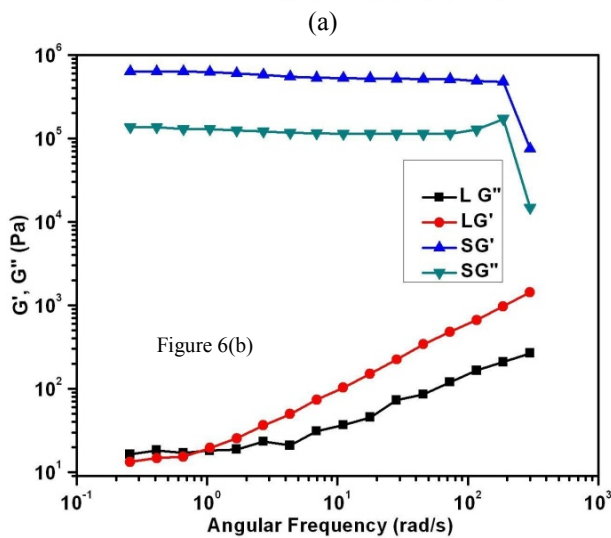 (a)
10^6
10^5
10^4
10^3
10^2
10^1
G', G" (Pa)
L G"
LG'
SG'
SG"
Figure 6(b)
10^-1 10^0 10^1 10^2 10^3
Angular Frequency (rad/s)